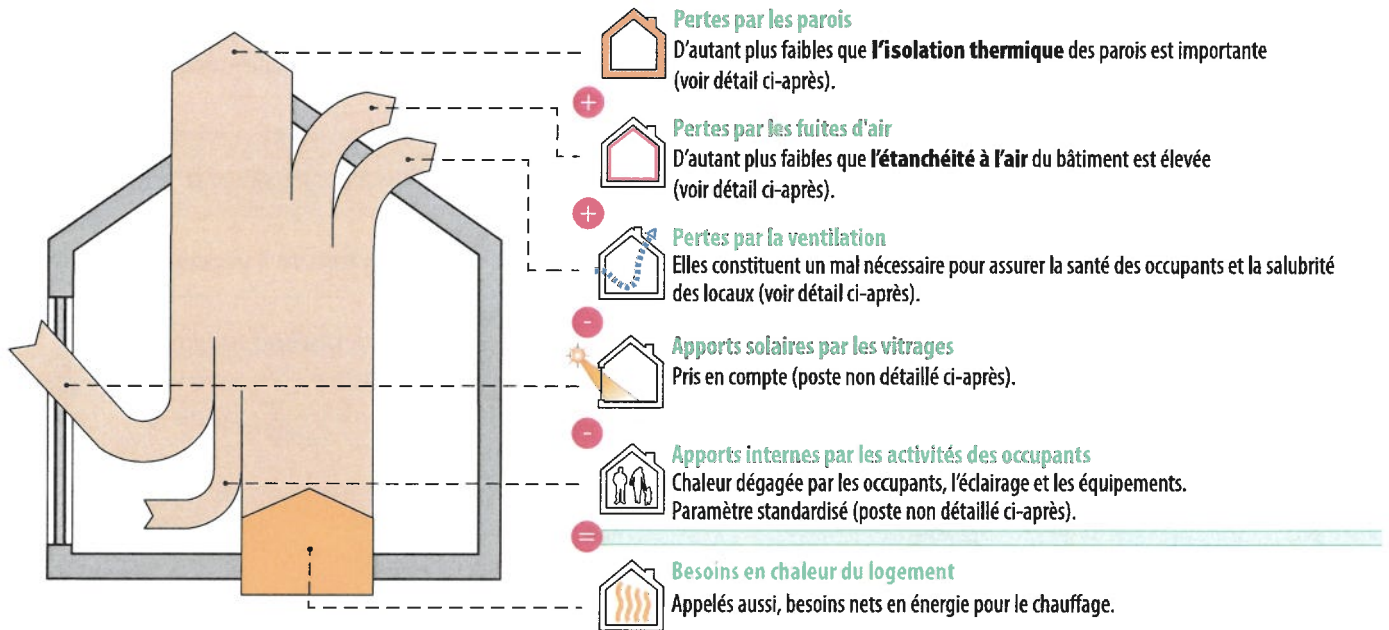 Pertes par les parois
D'autant plus faibles que l'isolation thermique des parois est importante
(voir détail ci-après).
+
Pertes par les fuites d'air
D'autant plus faibles que l'étanchéité à l'air du bâtiment est élevée
(voir détail ci-après).
+
Pertes par la ventilation
Elles constituent un mal nécessaire pour assurer la santé des occupants et la salubrité
des locaux (voir détail ci-après).
-
Apports solaires par les vitrages
Pris en compte (poste non détaillé ci-après).
-
Apports internes par les activités des occupants
Chaleur dégagée par les occupants, l'éclairage et les équipements.
Paramètre standardisé (poste non détaillé ci-après).
=
Besoins en chaleur du logement
Appelés aussi, besoins nets en énergie pour le chauffage.